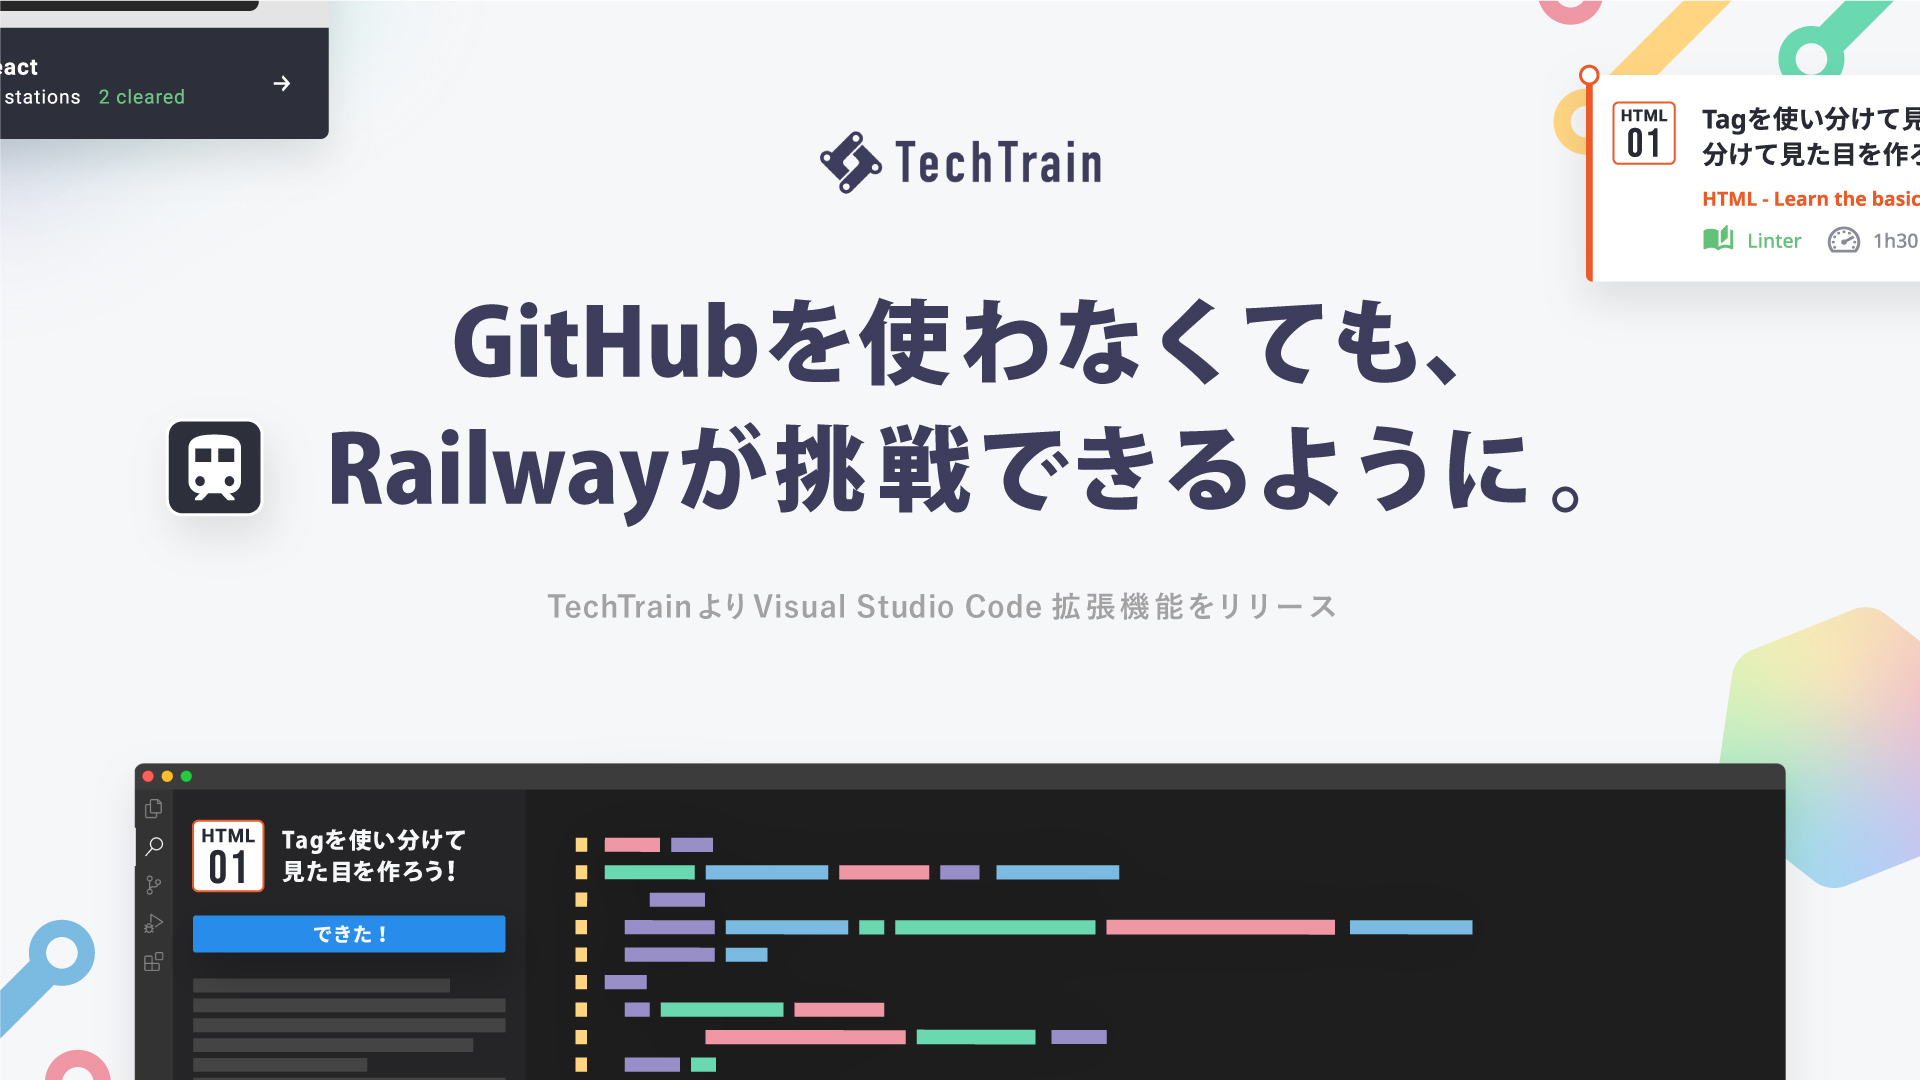 eact
stations 2 cleared
TechTrain
HTML
01
Tagを使い分けて見
分けて見た目を作ろ
HTML - Learn the basic
Linter 1h30
GitHubを使わなくても、
Railwayが挑戦できるように。
TechTrainよりVisual Studio Code 拡張機能をリリース
HTML
01
Tagを使い分けて
見た目を作ろう!
できた！